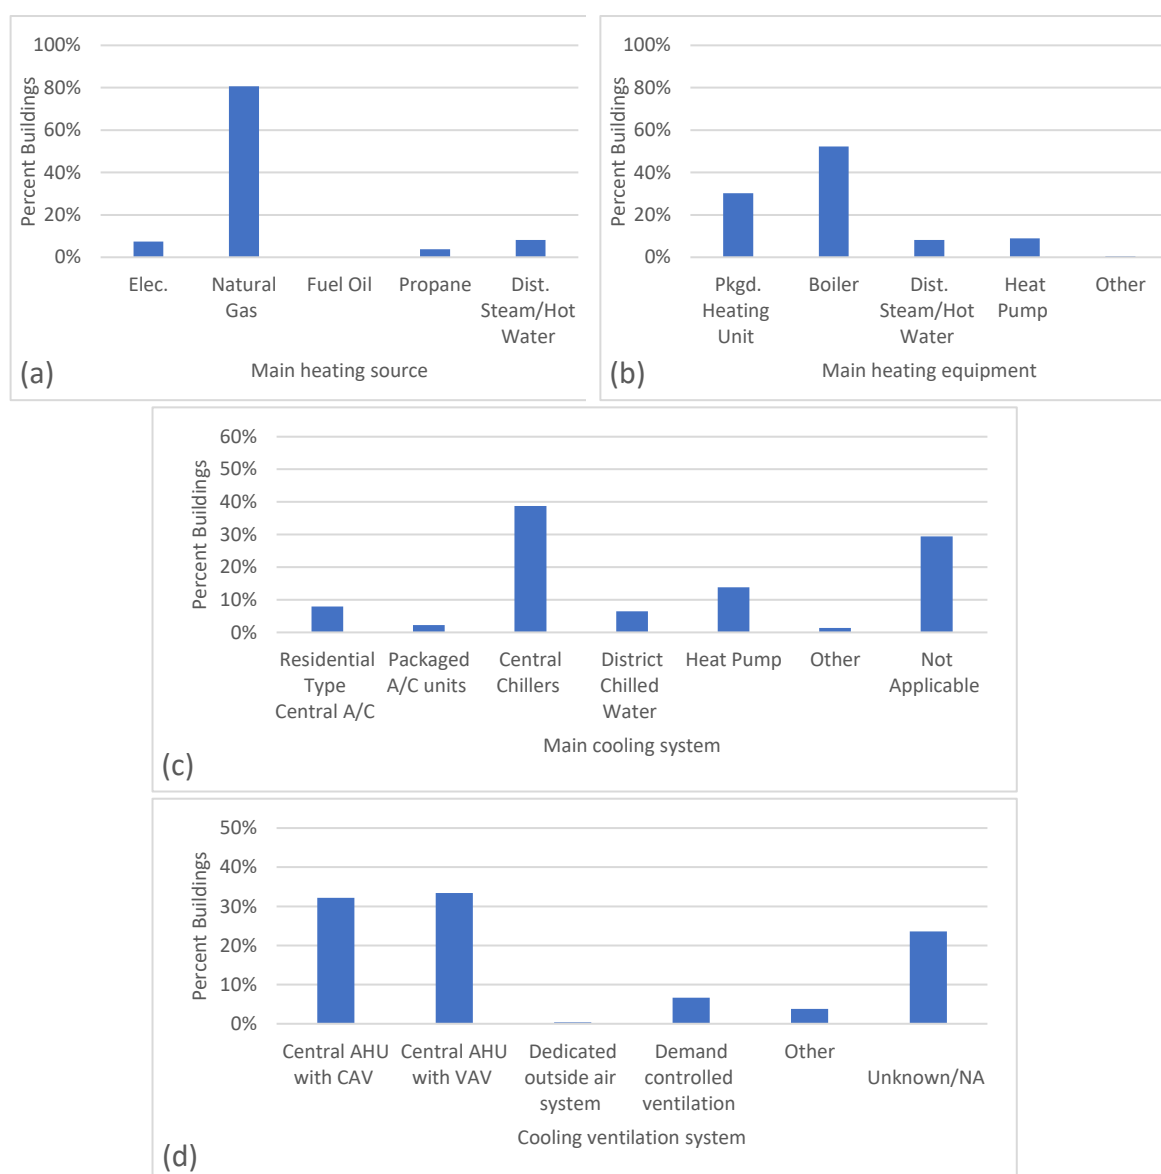 100%
80%
60%
40%
20%
0%
Percent Buildings
Elec.
Natural
Gas
Fuel Oil
Propane
Dist.
Steam/Hot
Water
Main heating source
(a)
100%
80%
60%
40%
20%
0%
Percent Buildings
Pkgd.
Heating
Unit
Boiler
Dist.
Steam/Hot
Water
Heat
Pump
Other
Main heating equipment
(b)
60%
50%
40%
30%
20%
10%
0%
Percent Buildings
Residential
Type
Central A/C
Packaged
A/C units
Central
Chillers
District
Chilled
Water
Heat Pump
Other
Not
Applicable
Main cooling system
(c)
50%
40%
30%
20%
10%
0%
Percent Buildings
Central AHU
with CAV
Central AHU
with VAV
Dedicated
outside air
system
Demand
controlled
ventilation
Other
Unknown/NA
Cooling ventilation system
(d)